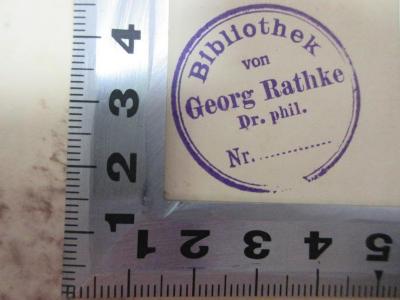 Bibliothek
von
Georg Rathke
Dr. phil.
Nr. ..............
4
3
2
1
1 2 3 4 5